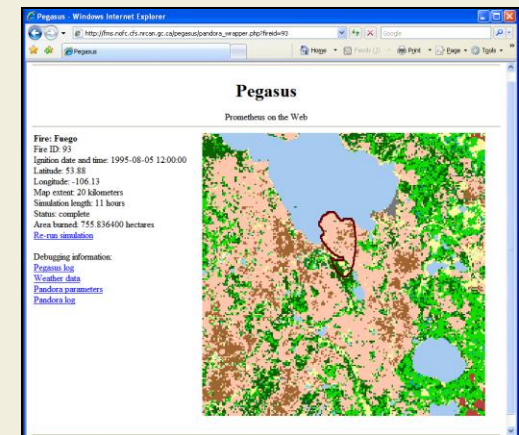 Pegasus - Windows Internet Explorer
http://fms.nofc.cfs.nrcan.gc.ca/pegasus/pandora_wrapper.php?fireid=93
Google
Pegasus
Home
Feeds (J)
Print
Page
Tools
Pegasus
Prometheus on the Web
Fire: Fuego
Fire ID: 93
Ignition date and time: 1995-08-05 12:00:00
Latitude: 53.88
Longitude: -106.13
Map extent: 20 kilometers
Simulation length: 11 hours
Status: complete
Area burned: 755.836400 hectares
Re-run simulation
Debugging information:
Pegasus log
Weather data
Pandora parameters
Pandora log